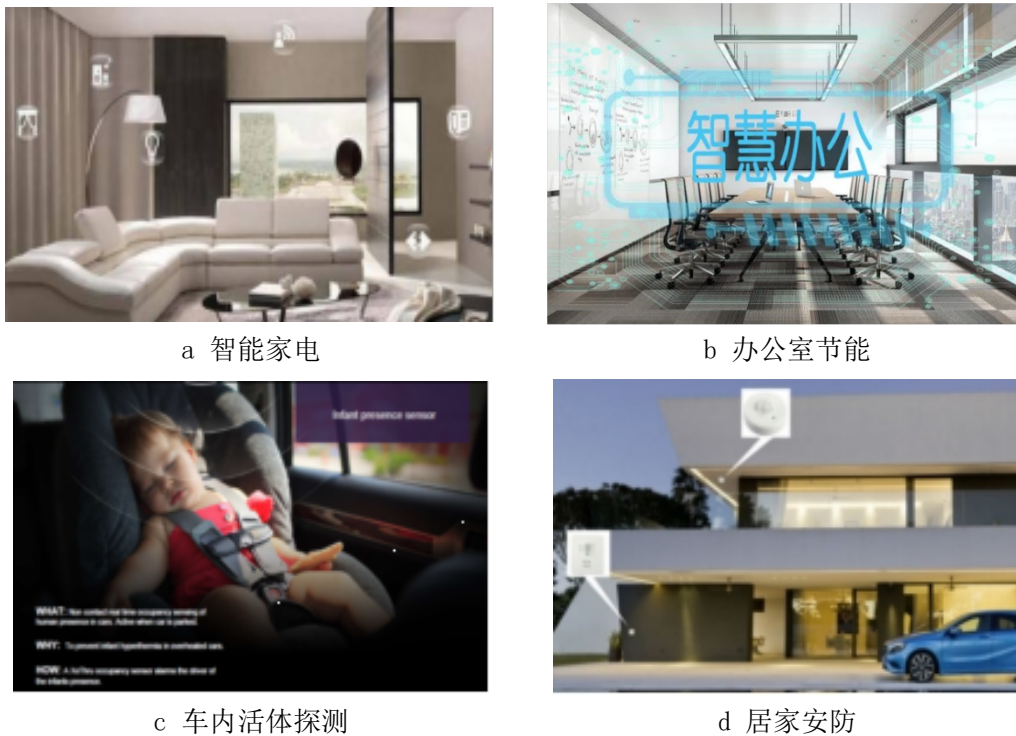 智慧办公
a 智能家电
b 办公室节能
Infant presence sensor
WHAT: Non contact real time occupancy sensing of
human presence in cars. Active when car is parked.
WHY: To prevent infant hyperthermia in overheated cars.
HOW: A XeThru occupancy sensor alarms the driver of
the infants presence.
c 车内活体探测
d 居家安防